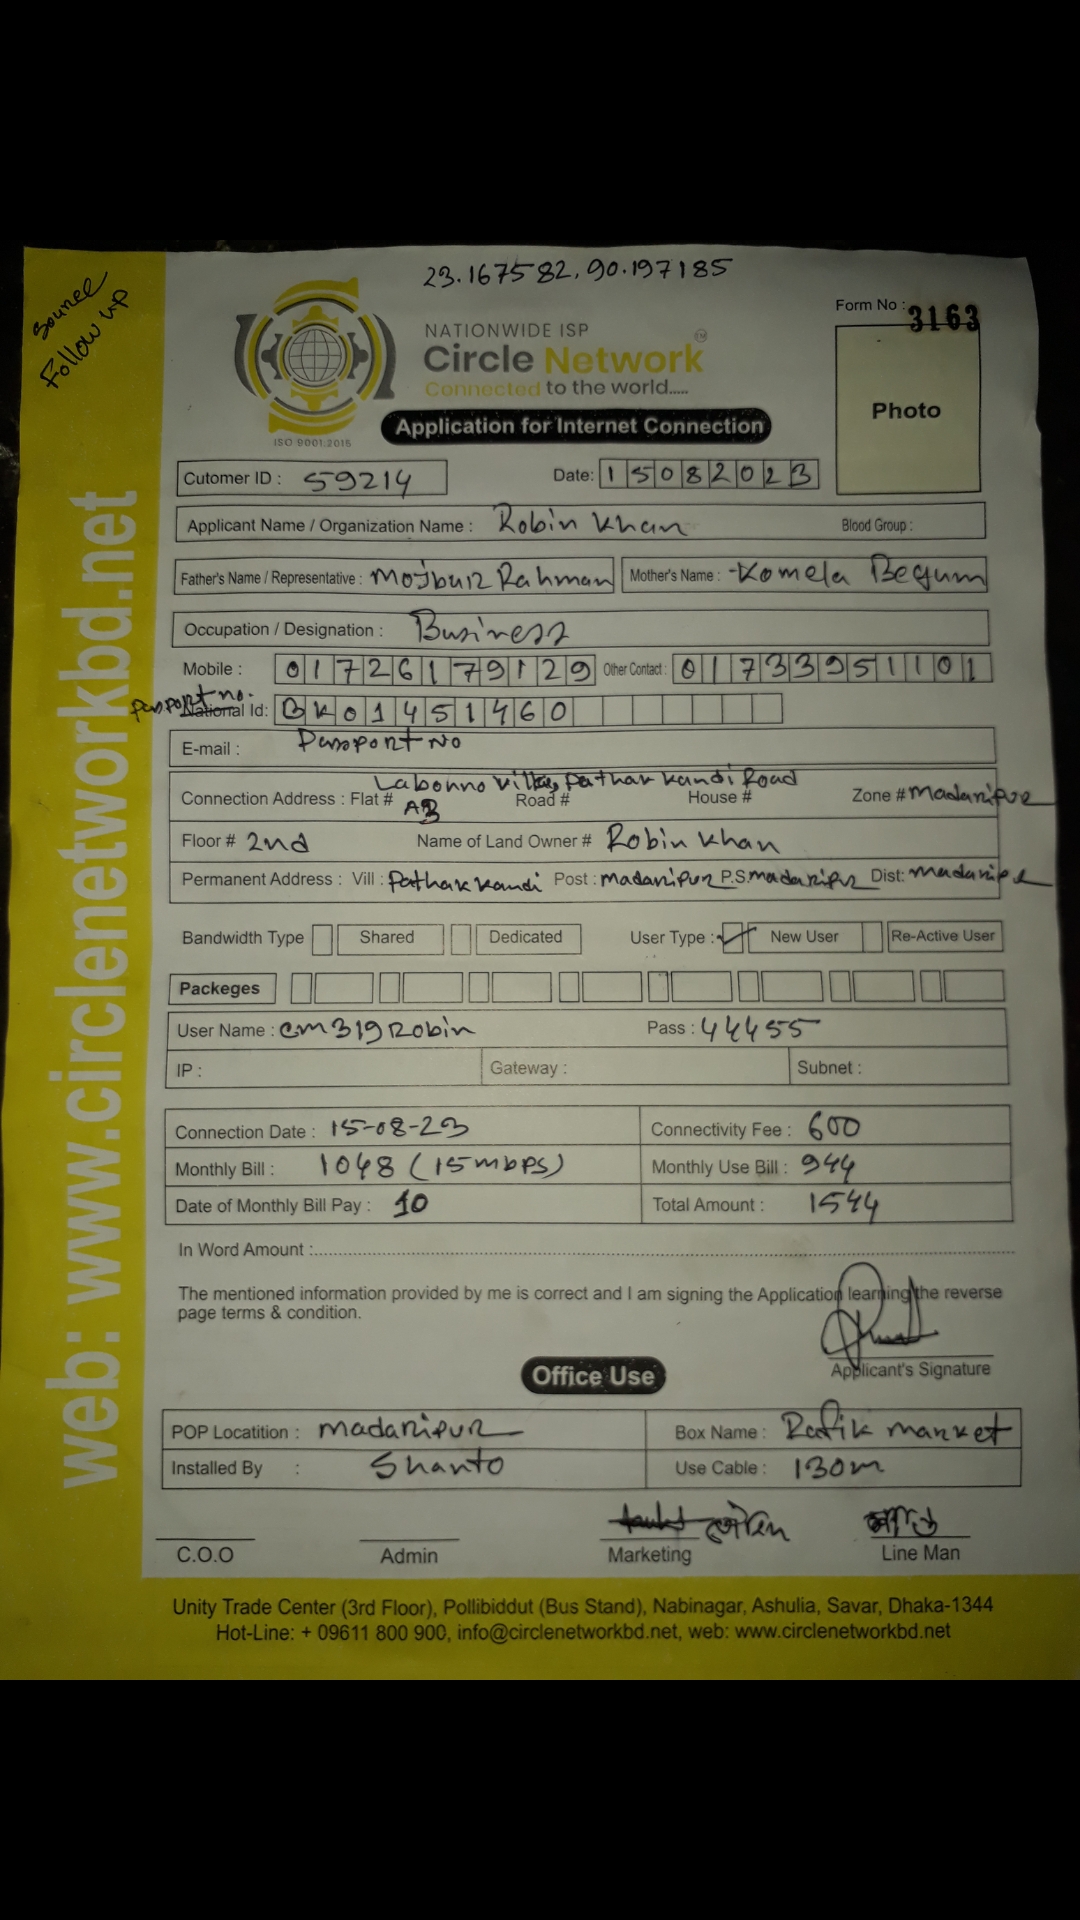 23.167582, 90.197185
Source
Follow up
Form No : 3163
NATIONWIDE ISP
Circle Network
TM
Connected to the world.....
ISO 9001:2015
Application for Internet Connection
Photo
Cutomer ID : 59214
Date: 15082023
Applicant Name / Organization Name : Robin Khan Blood Group :
Father's Name / Representative : Mojbur Rahman Mother's Name : Komela Begum
Occupation / Designation : Business
Mobile : 01726179129 Other Contact : 01733951101
passport no.
National Id: BK01451460
E-mail : Passport No
Labonno Villa, Pathak kandi Road
Connection Address : Flat # Road # House # Zone # Madaripur
Floor # 2nd Name of Land Owner # Robin Khan
Permanent Address : Vill : Pathak kandi Post : madaripur P.S. madaripur Dist: madaripur
Bandwidth Type Shared Dedicated User Type : New User Re-Active User
Packeges
User Name : cm319Robin Pass : 44455
IP : Gateway : Subnet :
Connection Date : 15-08-23 Connectivity Fee : 600
Monthly Bill : 1048 (15mbps) Monthly Use Bill : 944
Date of Monthly Bill Pay : 10 Total Amount : 1544
In Word Amount :
The mentioned information provided by me is correct and I am signing the Application learning the reverse
page terms & condition.
Applicant's Signature
Office Use
POP Locatition : madaripur Box Name : Rafik market
Installed By : Shanto Use Cable : 130m
C.O.O Admin Marketing Line Man
Unity Trade Center (3rd Floor), Pollibiddut (Bus Stand), Nabinagar, Ashulia, Savar, Dhaka-1344
Hot-Line: + 09611 800 900, info@circlenetworkbd.net, web: www.circlenetworkbd.net
web: www.circlenetworkbd.net